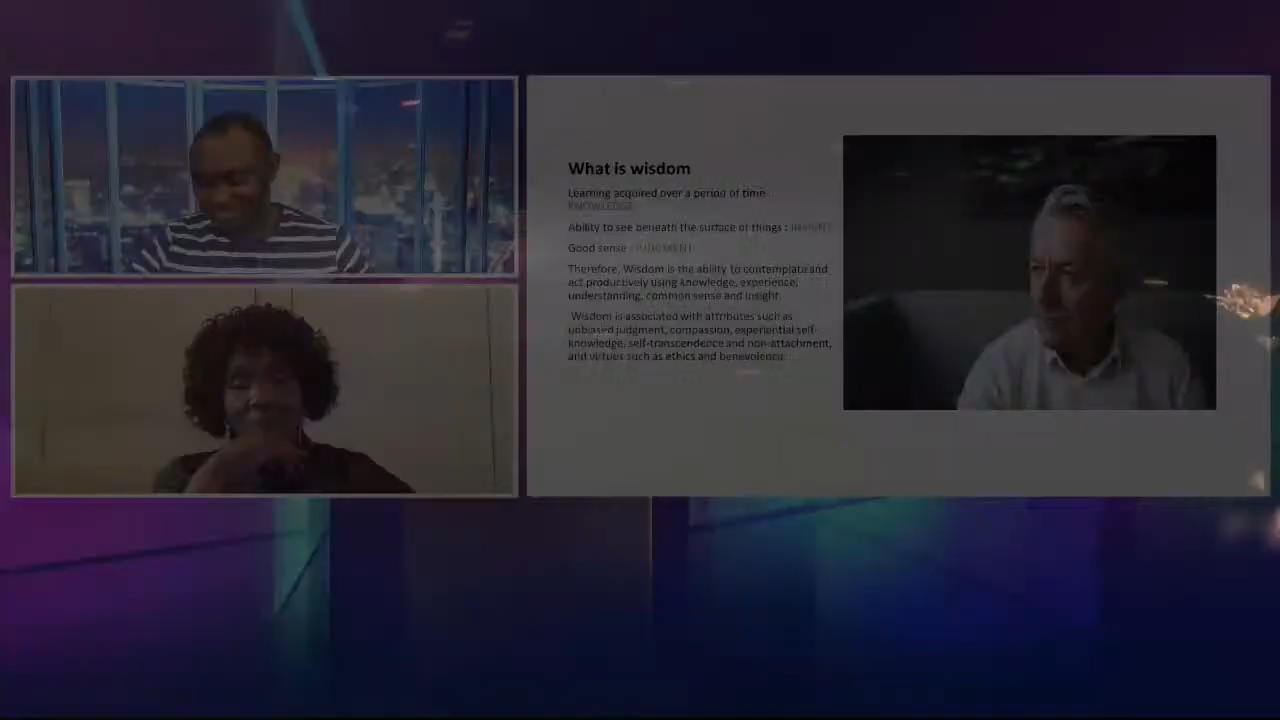 What is wisdom
Learning acquired over a period of time
KNOWLEDGE
Ability to see beneath the surface of things : INSIGHT
Good sense : JUDGMENT
Therefore, Wisdom is the ability to contemplate and
act productively using knowledge, experience,
understanding, common sense and insight.
Wisdom is associated with attributes such as
unbiased judgment, compassion, experiential self-
knowledge, self-transcendence and non-attachment,
and virtues such as ethics and benevolence.